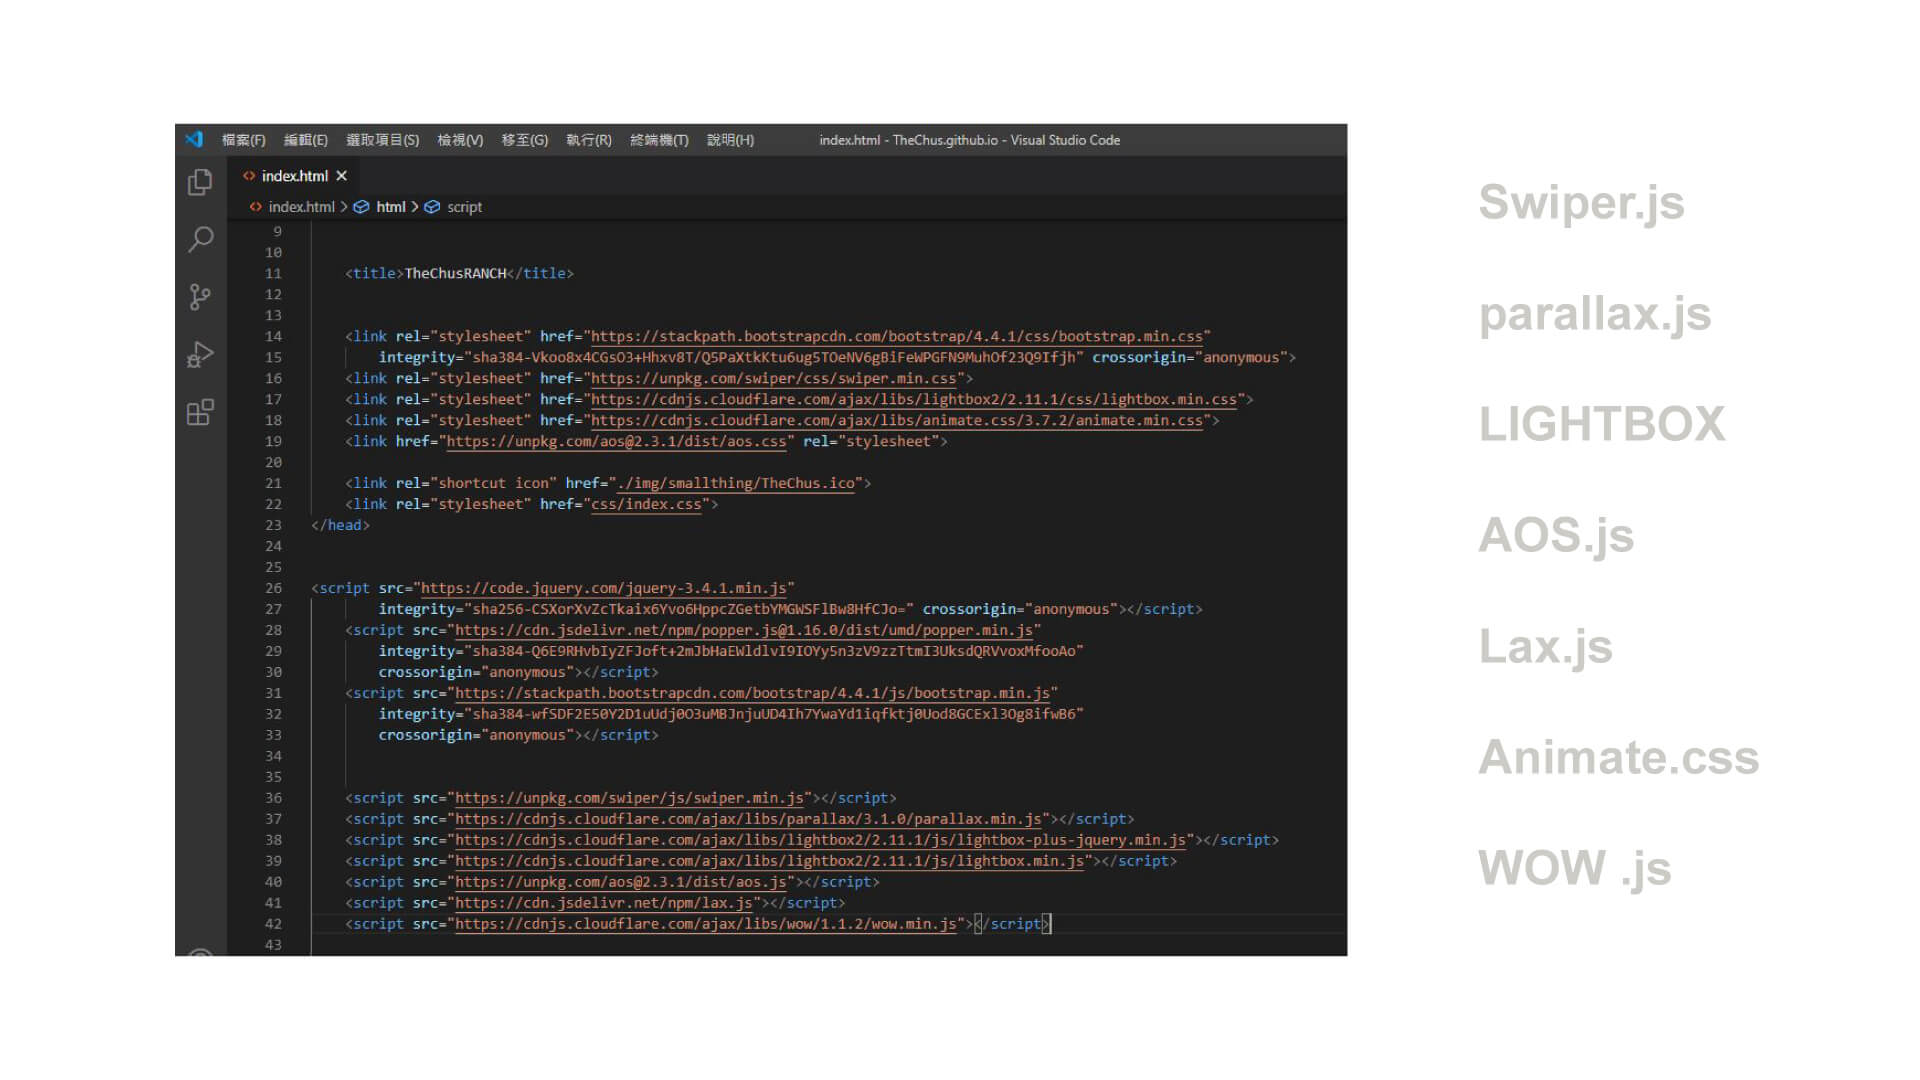 檔案(F) 編輯(E) 選取項目(S) 檢視(V) 移至(G) 執行(R) 終端機(T) 說明(H) index.html - TheChus.github.io - Visual Studio Code
index.html
index.html > html > script
9
10
11 <title>TheChusRANCH</title>
12
13
14 <link rel="stylesheet" href="https://stackpath.bootstrapcdn.com/bootstrap/4.4.1/css/bootstrap.min.css"
15 integrity="sha384-Vkoo8x4CGsO3+Hhxv8T/Q5PaXtkKtu6ug5TOeNV6gBiFeWPGFN9MuhOf23Q9Ifjh" crossorigin="anonymous">
16 <link rel="stylesheet" href="https://unpkg.com/swiper/css/swiper.min.css">
17 <link rel="stylesheet" href="https://cdnjs.cloudflare.com/ajax/libs/lightbox2/2.11.1/css/lightbox.min.css">
18 <link rel="stylesheet" href="https://cdnjs.cloudflare.com/ajax/libs/animate.css/3.7.2/animate.min.css">
19 <link href="https://unpkg.com/aos@2.3.1/dist/aos.css" rel="stylesheet">
20
21 <link rel="shortcut icon" href="./img/smallthing/TheChus.ico">
22 <link rel="stylesheet" href="css/index.css">
23 </head>
24
25
26 <script src="https://code.jquery.com/jquery-3.4.1.min.js"
27 integrity="sha256-CSXorXvZcTkaix6Yvo6HppcZGetbYMGWSFlBw8HfCJo=" crossorigin="anonymous"></script>
28 <script src="https://cdn.jsdelivr.net/npm/popper.js@1.16.0/dist/umd/popper.min.js"
29 integrity="sha384-Q6E9RHvbIyZFJoft+2mJbHaEWldlvI9IOYy5n3zV9zzTtmI3UksdQRVvoxMfooAo"
30 crossorigin="anonymous"></script>
31 <script src="https://stackpath.bootstrapcdn.com/bootstrap/4.4.1/js/bootstrap.min.js"
32 integrity="sha384-wfSDF2E50Y2D1uUdj0O3uMBJnjuUD4Ih7YwaYd1iqfktj0Uod8GCExl3Og8ifwB6"
33 crossorigin="anonymous"></script>
34
35
36 <script src="https://unpkg.com/swiper/js/swiper.min.js"></script>
37 <script src="https://cdnjs.cloudflare.com/ajax/libs/parallax/3.1.0/parallax.min.js"></script>
38 <script src="https://cdnjs.cloudflare.com/ajax/libs/lightbox2/2.11.1/js/lightbox-plus-jquery.min.js"></script>
39 <script src="https://cdnjs.cloudflare.com/ajax/libs/lightbox2/2.11.1/js/lightbox.min.js"></script>
40 <script src="https://unpkg.com/aos@2.3.1/dist/aos.js"></script>
41 <script src="https://cdn.jsdelivr.net/npm/lax.js"></script>
42 <script src="https://cdnjs.cloudflare.com/ajax/libs/wow/1.1.2/wow.min.js"></script>
43
Swiper.js
parallax.js
LIGHTBOX
AOS.js
Lax.js
Animate.css
WOW .js